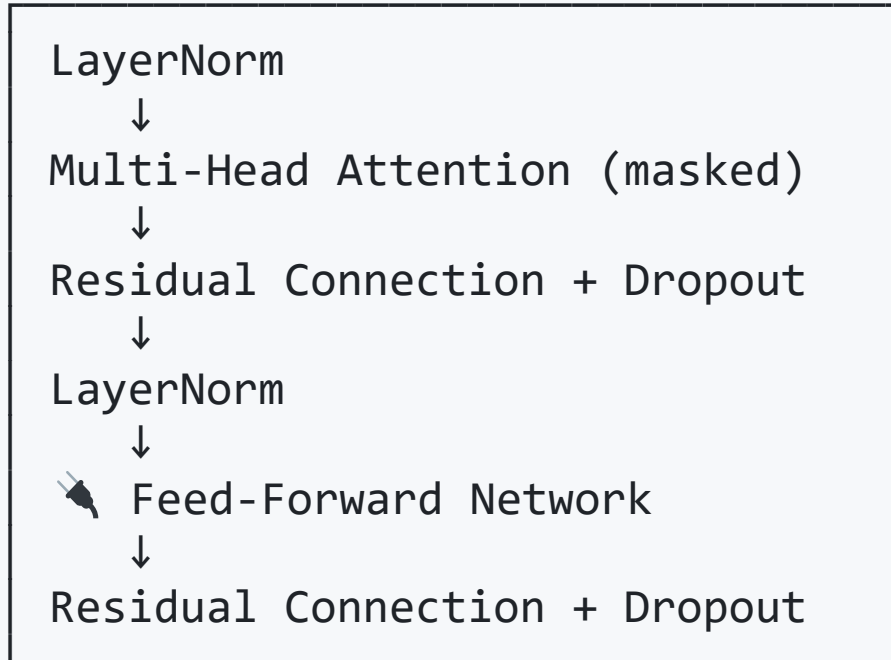 LayerNorm
↓
Multi-Head Attention (masked)
↓
Residual Connection + Dropout
↓
LayerNorm
↓
🔌 Feed-Forward Network
↓
Residual Connection + Dropout